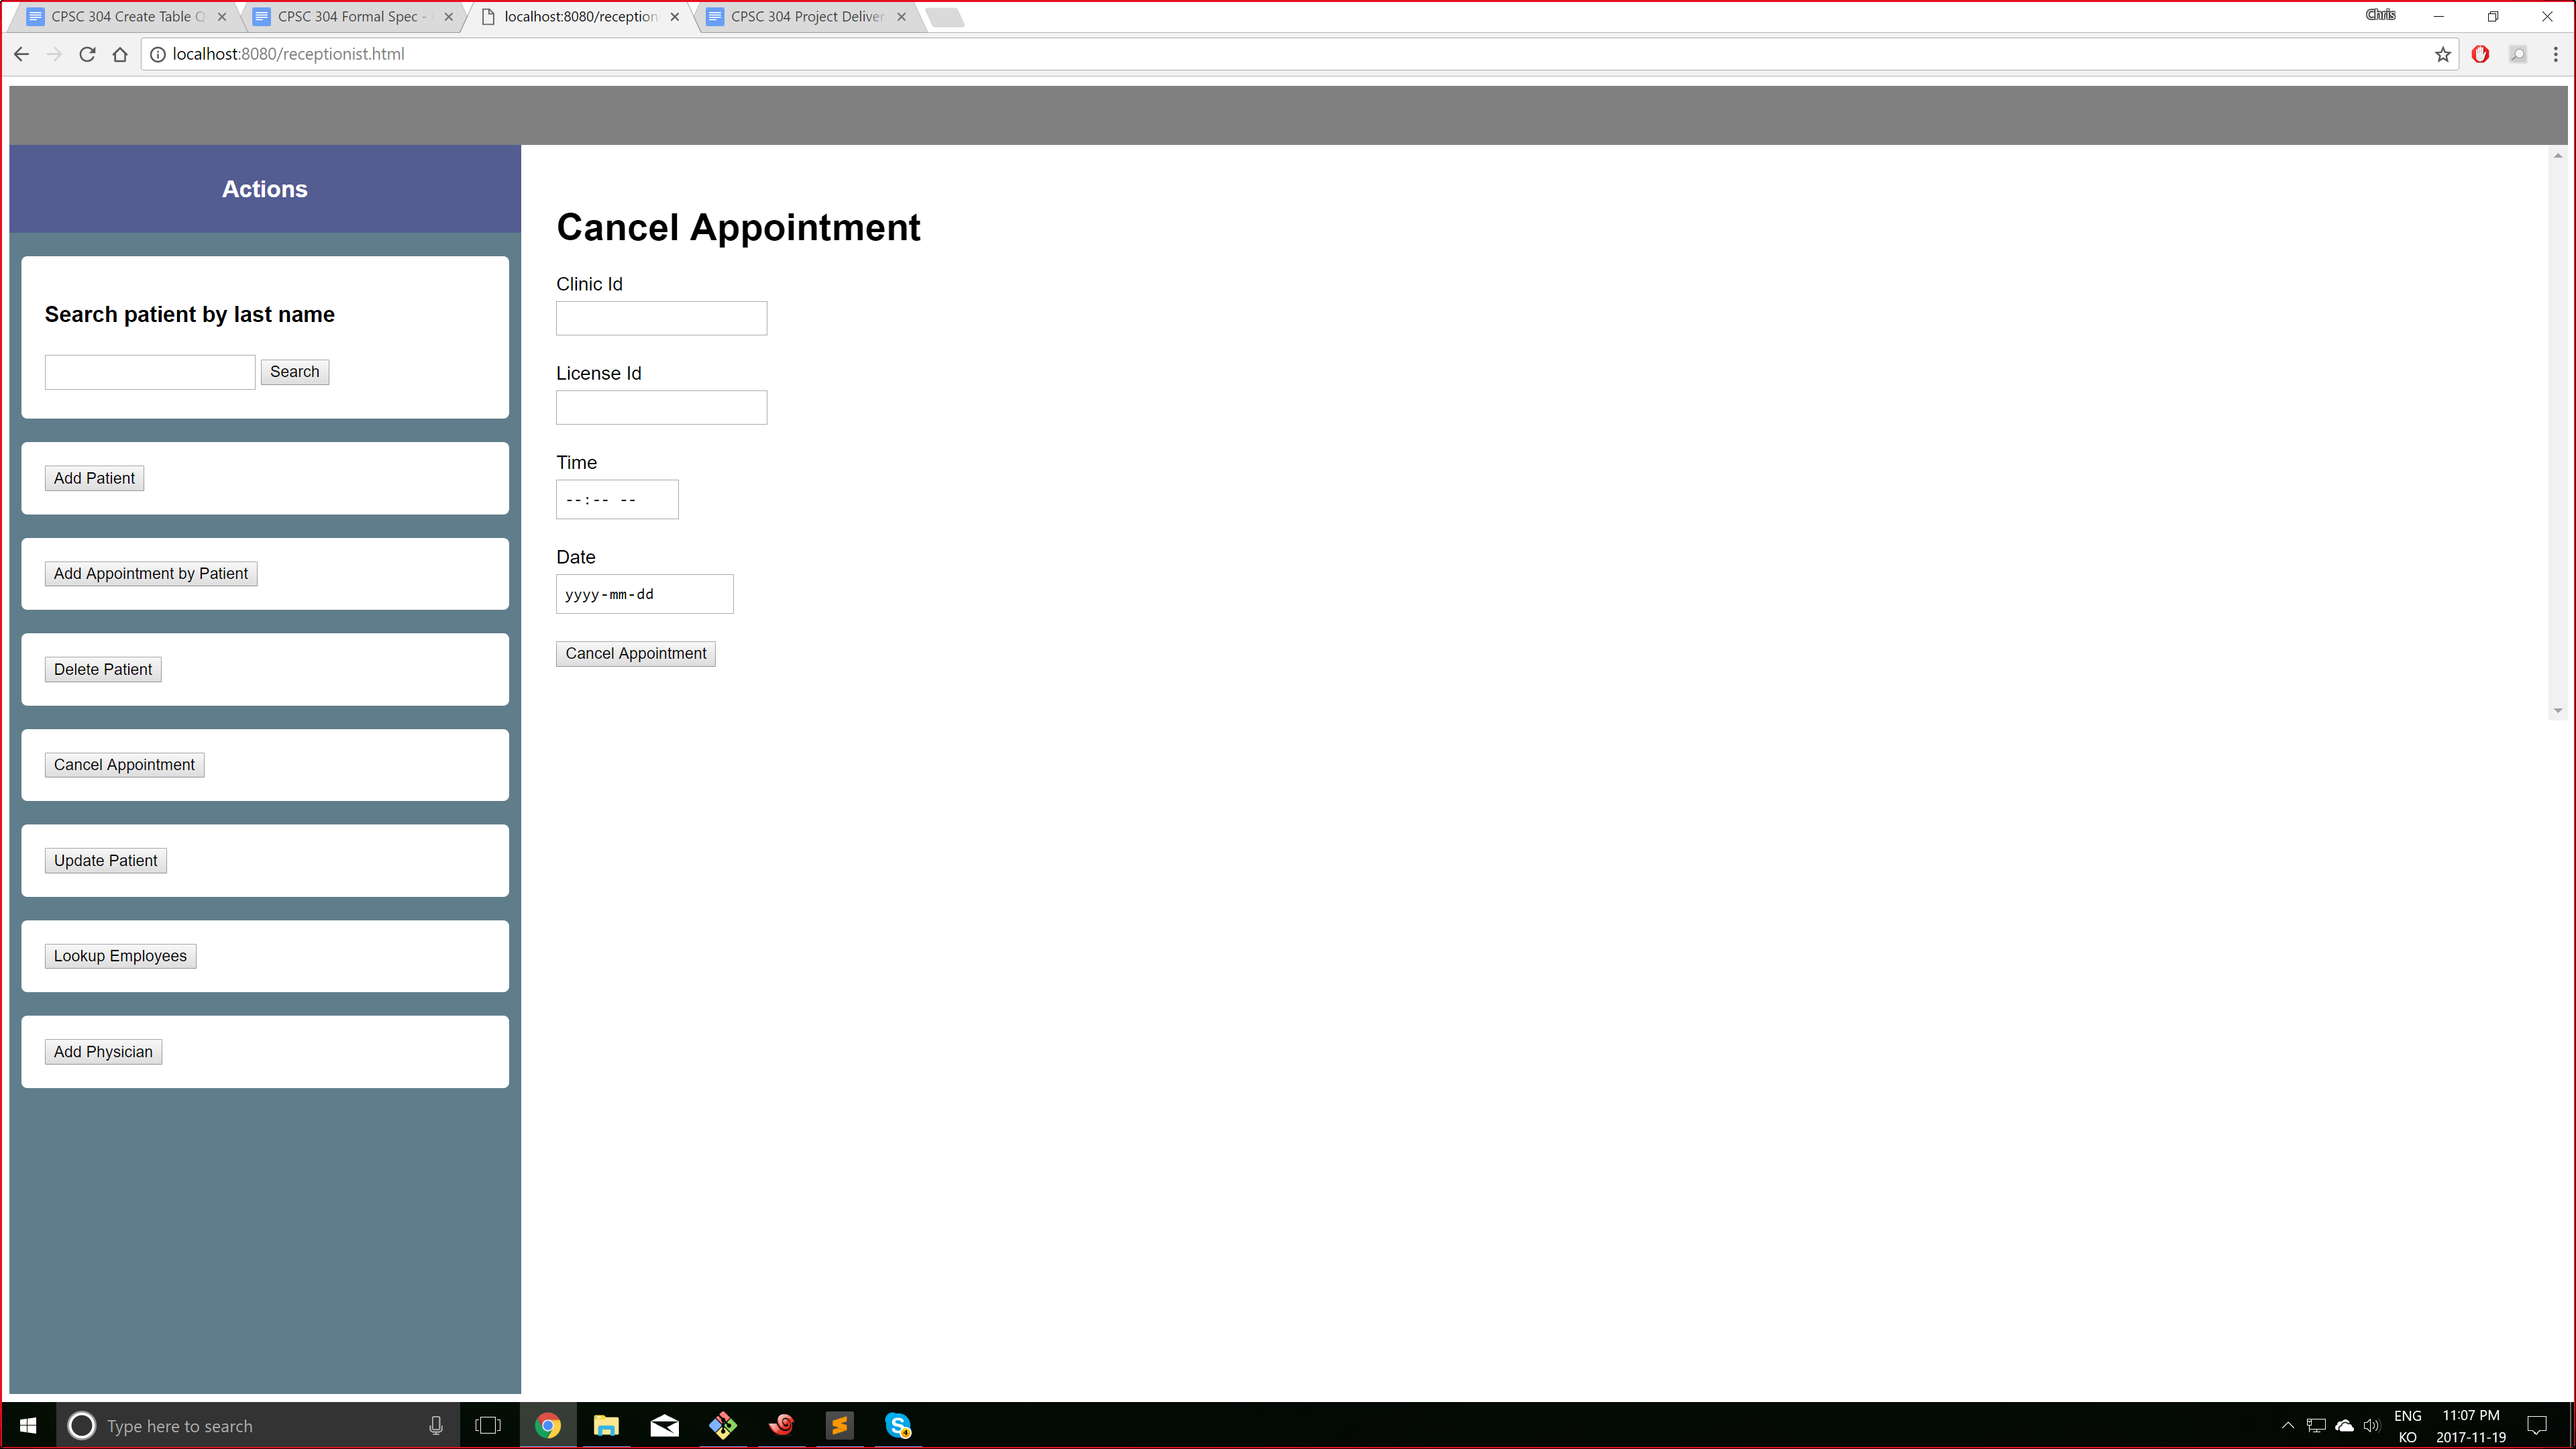 CPSC 304 Create Table Q
CPSC 304 Formal Spec -
localhost:8080/reception
CPSC 304 Project Deliver
Chris
localhost:8080/receptionist.html
Actions
Search patient by last name
Search
Add Patient
Add Appointment by Patient
Delete Patient
Cancel Appointment
Update Patient
Lookup Employees
Add Physician
Cancel Appointment
Clinic Id
License Id
Time
--:-- --
Date
yyyy-mm-dd
Cancel Appointment
Type here to search
4
ENG
KO
11:07 PM
2017-11-19